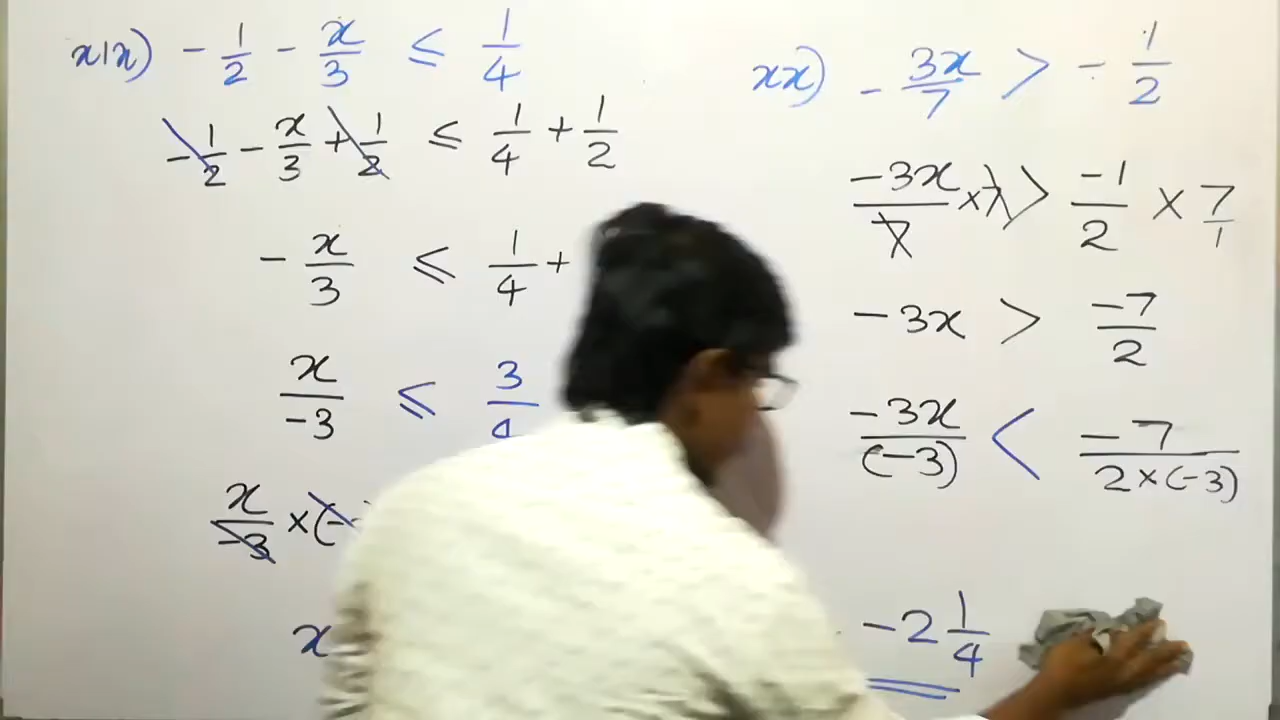 xix) - 1/2 - x/3 ≤ 1/4
- 1/2 - x/3 + 1/2 ≤ 1/4 + 1/2
- x/3 ≤ 1/4 +
x/-3 ≤ 3/4
x/-3 × (-
x
xx) - 3x/7 > - 1/2
-3x/7 × 7 > -1/2 × 7/1
-3x > -7/2
-3x/(-3) < -7/2×(-3)
-2 1/4